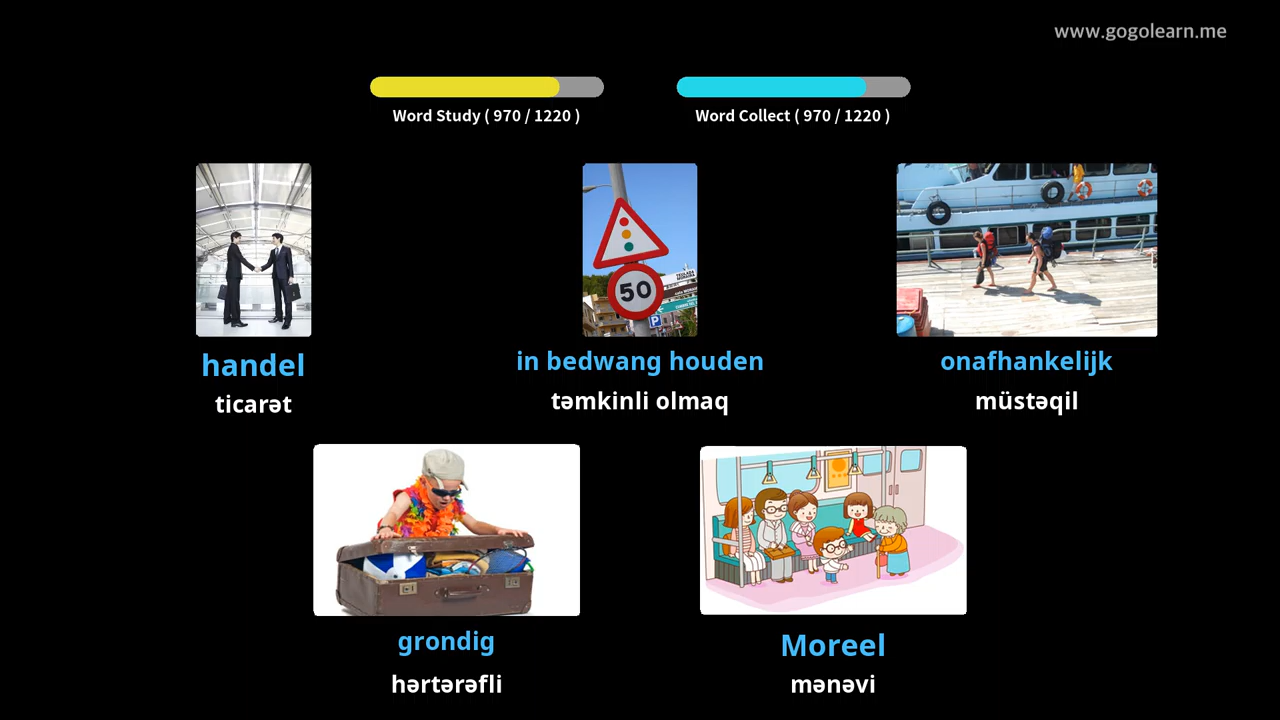 www.gogolearn.me
Word Study ( 970 / 1220 )
Word Collect ( 970 / 1220 )
50
P
handel
in bedwang houden
onafhankelijk
ticarət
təmkinli olmaq
müstəqil
grondig
Moreel
hərtərəfli
mənəvi